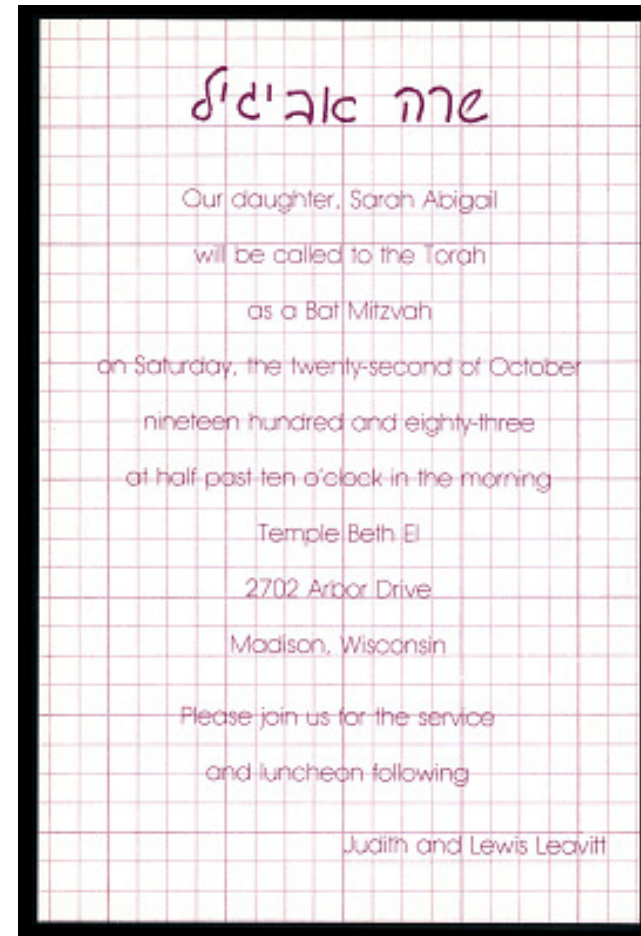 שרה אביגיל
Our daughter, Sarah Abigail
will be called to the Torah
as a Bat Mitzvah
on Saturday, the twenty-second of October
nineteen hundred and eighty-three
at half past ten o'clock in the morning
Temple Beth El
2702 Arbor Drive
Madison, Wisconsin
Please join us for the service
and luncheon following
Judith and Lewis Leavitt